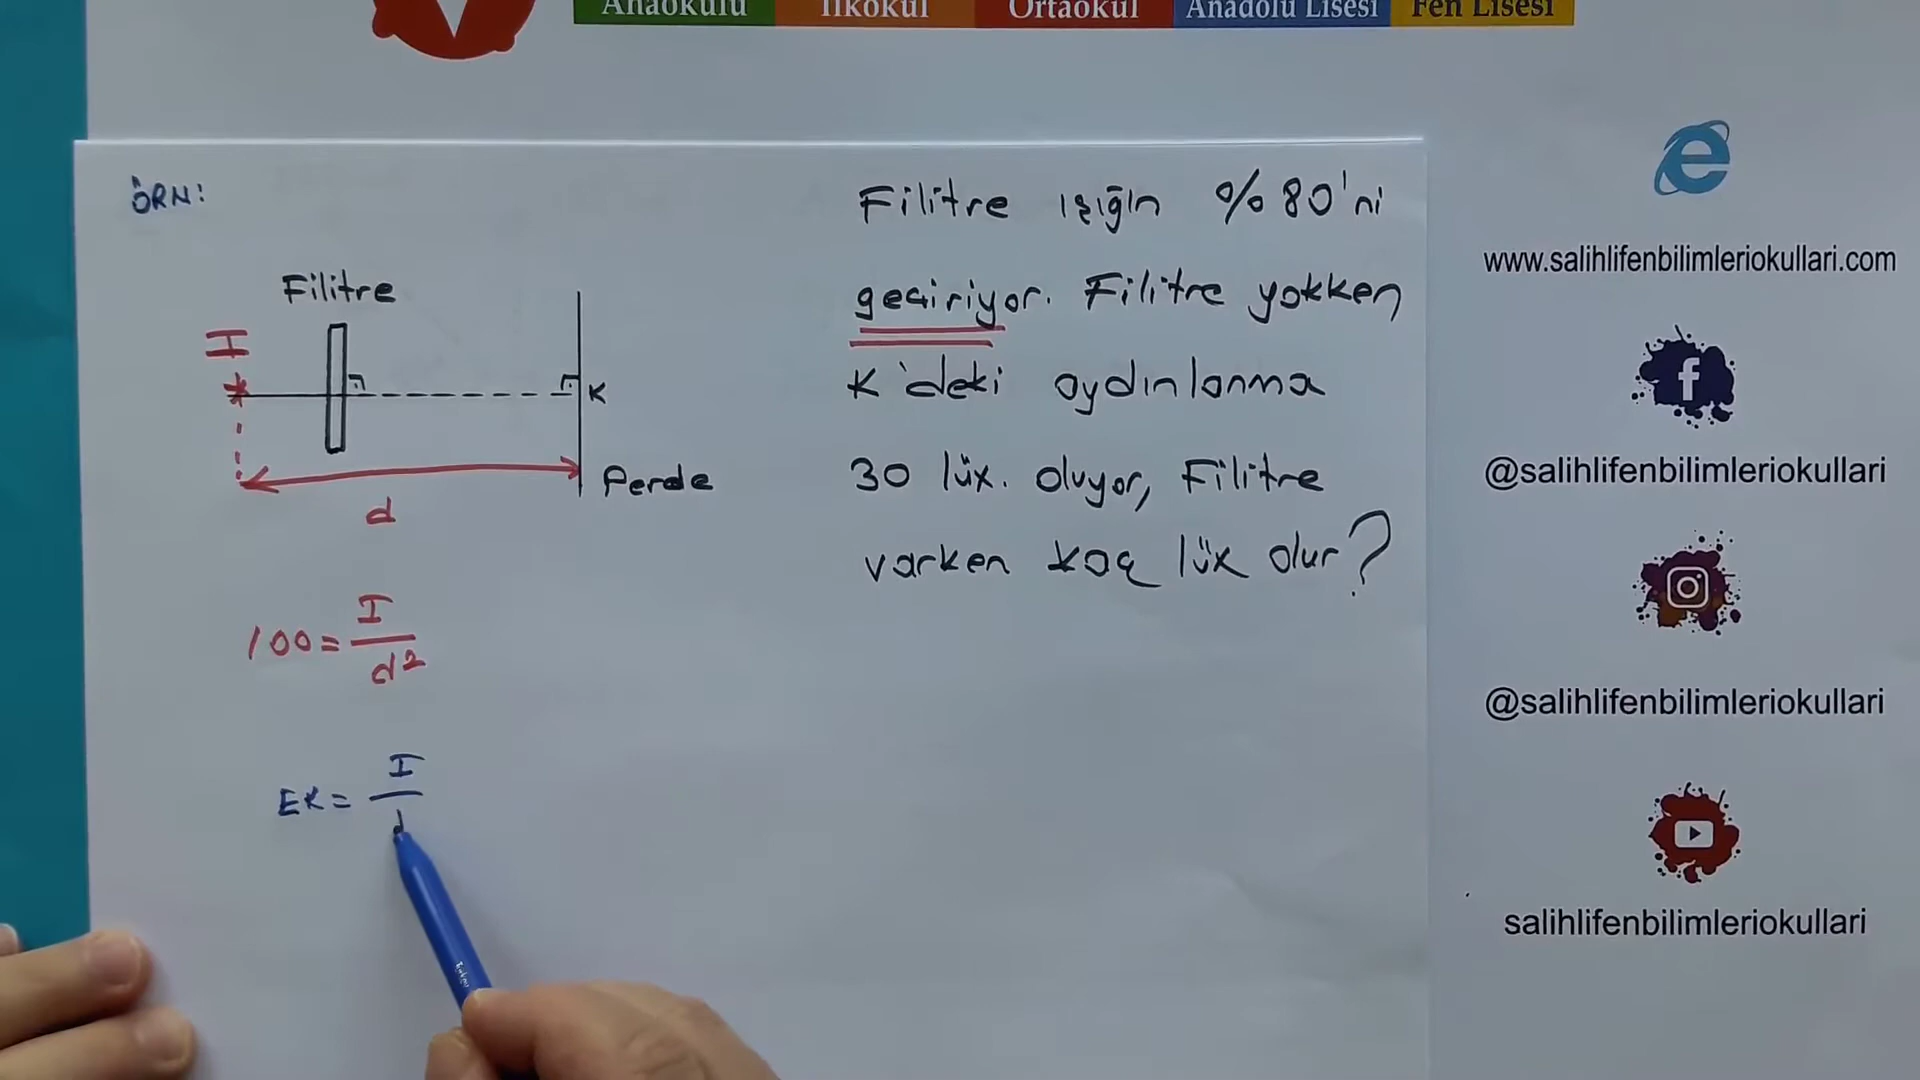 Anaokulu İlkokul Ortaokul Anadolu Lisesi Fen Lisesi
ÖRN:
Filitre ışığın %80'ni
geçiriyor. Filitre yokken
K'deki aydınlanma
30 lüx. oluyor, Filitre
varken kaç lüx olur?
Filitre
I
K
Perde
d
100 = I / d²
EK = I / d
www.salihlifenbilimleriokullari.com
@salihlifenbilimleriokullari
@salihlifenbilimleriokullari
salihlifenbilimleriokullari